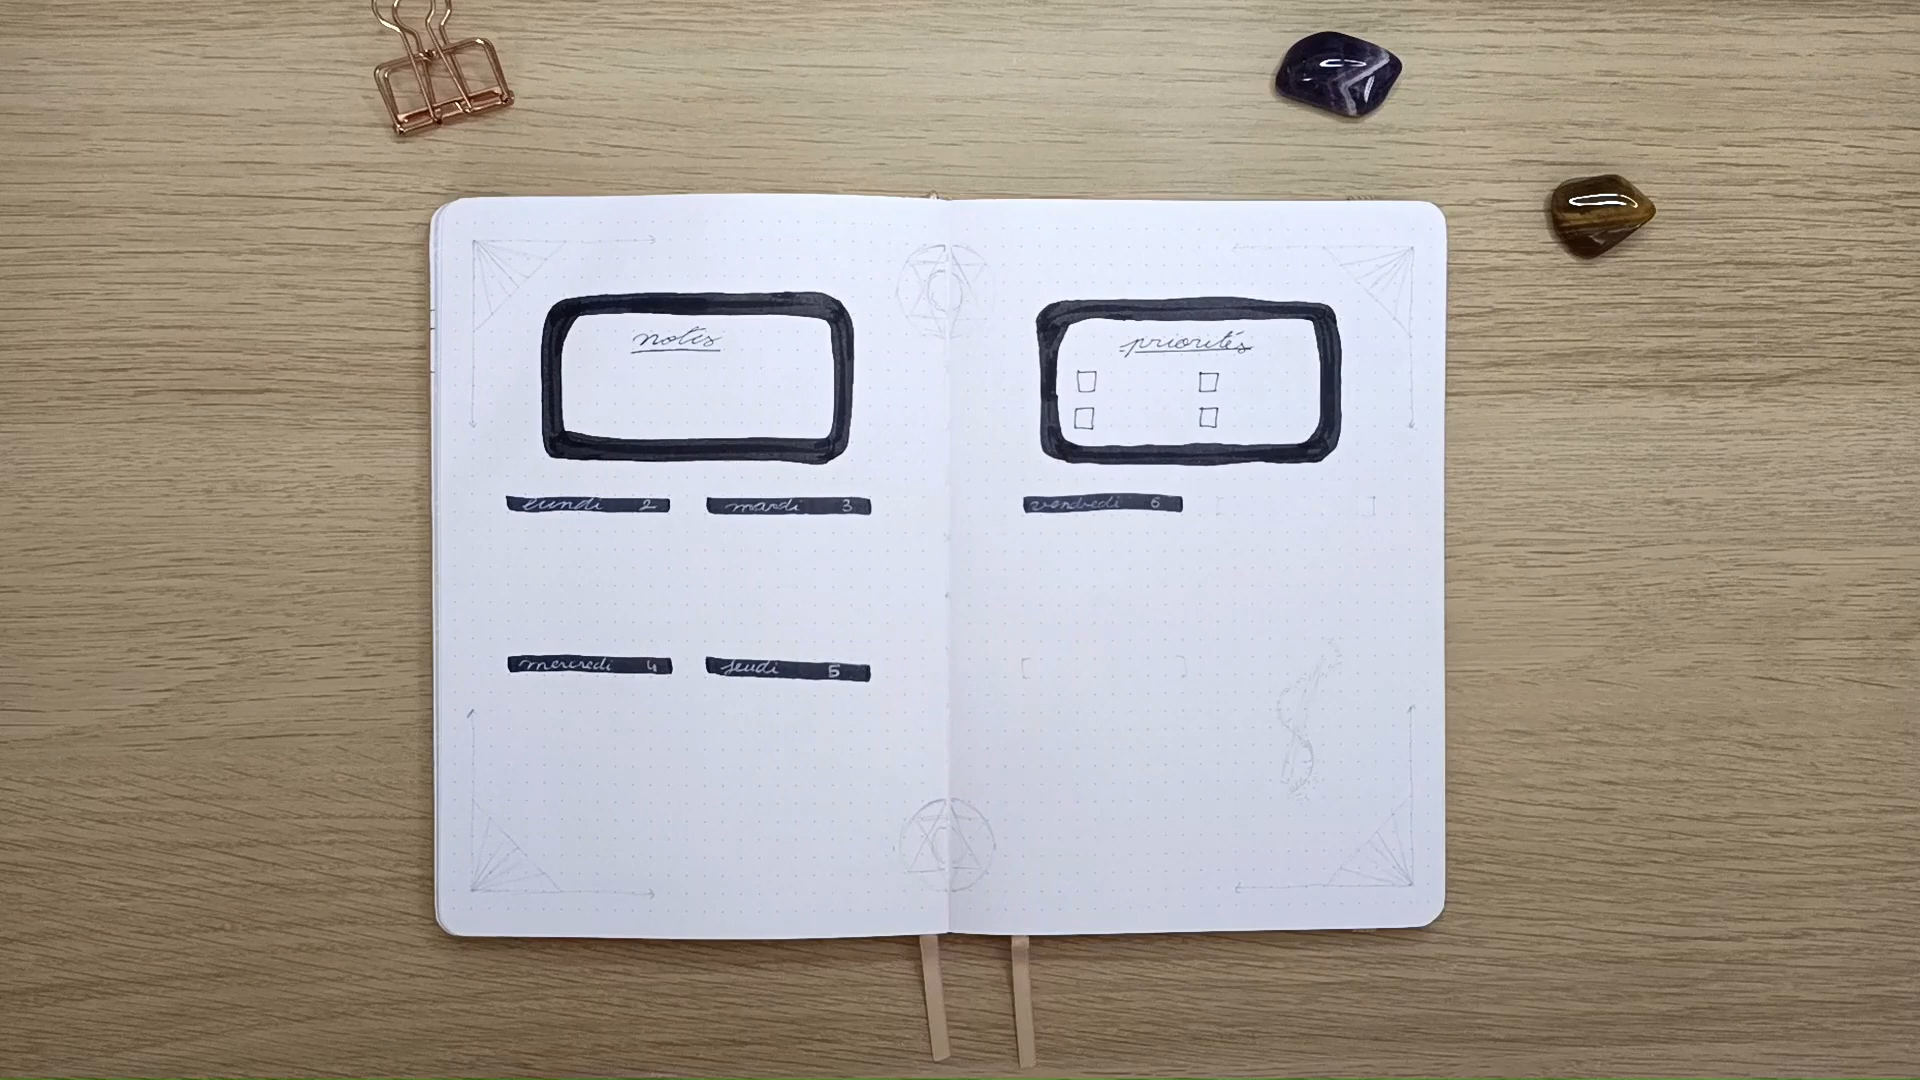 notes
lundi 2
mardi 3
mercredi 4
jeudi 5
priorités
vendredi 6